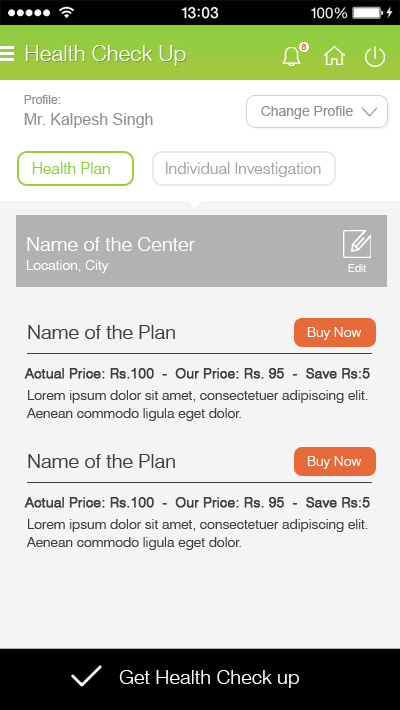 13:03
100%
Health Check Up
8
Profile:
Mr. Kalpesh Singh
Change Profile
Health Plan
Individual Investigation
Name of the Center
Location, City
Edit
Name of the Plan
Buy Now
Actual Price: Rs.100 - Our Price: Rs. 95 - Save Rs:5
Lorem ipsum dolor sit amet, consectetuer adipiscing elit.
Aenean commodo ligula eget dolor.
Name of the Plan
Buy Now
Actual Price: Rs.100 - Our Price: Rs. 95 - Save Rs:5
Lorem ipsum dolor sit amet, consectetuer adipiscing elit.
Aenean commodo ligula eget dolor.
Get Health Check up